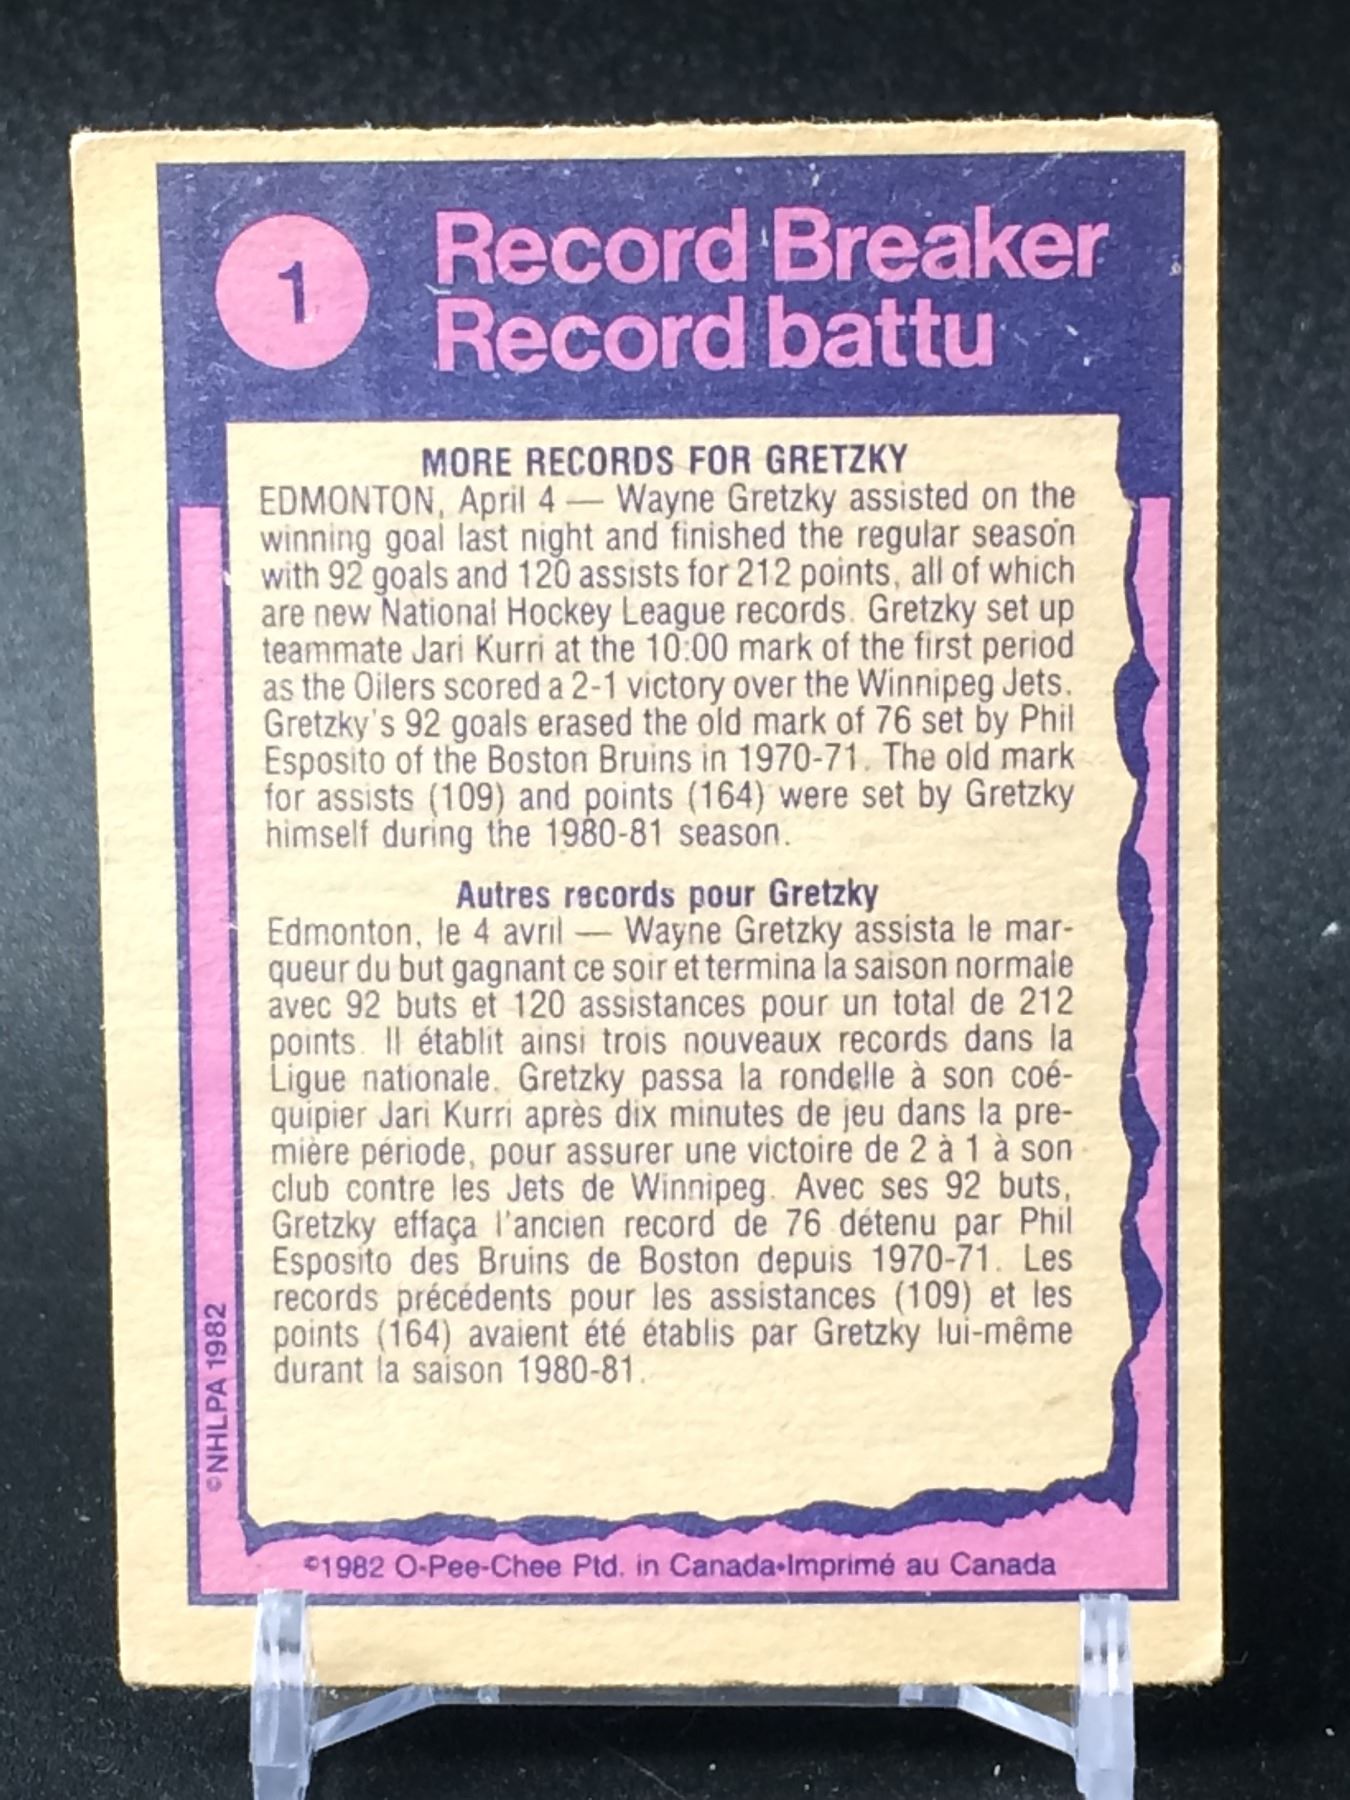 1
Record Breaker
Record battu
MORE RECORDS FOR GRETZKY
EDMONTON, April 4 — Wayne Gretzky assisted on the
winning goal last night and finished the regular season
with 92 goals and 120 assists for 212 points, all of which
are new National Hockey League records. Gretzky set up
teammate Jari Kurri at the 10:00 mark of the first period
as the Oilers scored a 2-1 victory over the Winnipeg Jets.
Gretzky's 92 goals erased the old mark of 76 set by Phil
Esposito of the Boston Bruins in 1970-71. The old mark
for assists (109) and points (164) were set by Gretzky
himself during the 1980-81 season.
Autres records pour Gretzky
Edmonton, le 4 avril — Wayne Gretzky assista le mar-
queur du but gagnant ce soir et termina la saison normale
avec 92 buts et 120 assistances pour un total de 212
points. Il établit ainsi trois nouveaux records dans la
Ligue nationale. Gretzky passa la rondelle à son coé-
quipier Jari Kurri après dix minutes de jeu dans la pre-
mière période, pour assurer une victoire de 2 à 1 à son
club contre les Jets de Winnipeg. Avec ses 92 buts,
Gretzky effaça l'ancien record de 76 détenu par Phil
Esposito des Bruins de Boston depuis 1970-71. Les
records précédents pour les assistances (109) et les
points (164) avaient été établis par Gretzky lui-même
durant la saison 1980-81.
©NHLPA 1982
©1982 O-Pee-Chee Ptd. in Canada•Imprimé au Canada